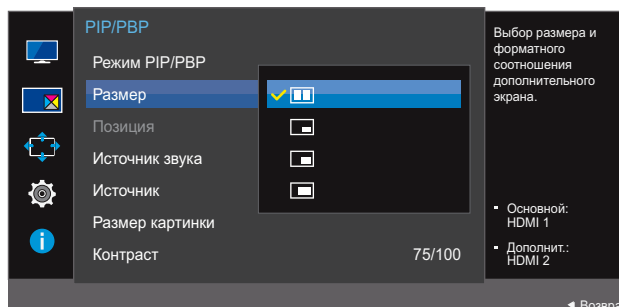 PIP/PBP
Режим PIP/PBP
Размер
Позиция
Источник звука
Источник
Размер картинки
Контраст 75/100
Выбор размера и
форматного
соотношения
дополнительного
экрана.
Основной:
HDMI 1
Дополнит.:
HDMI 2